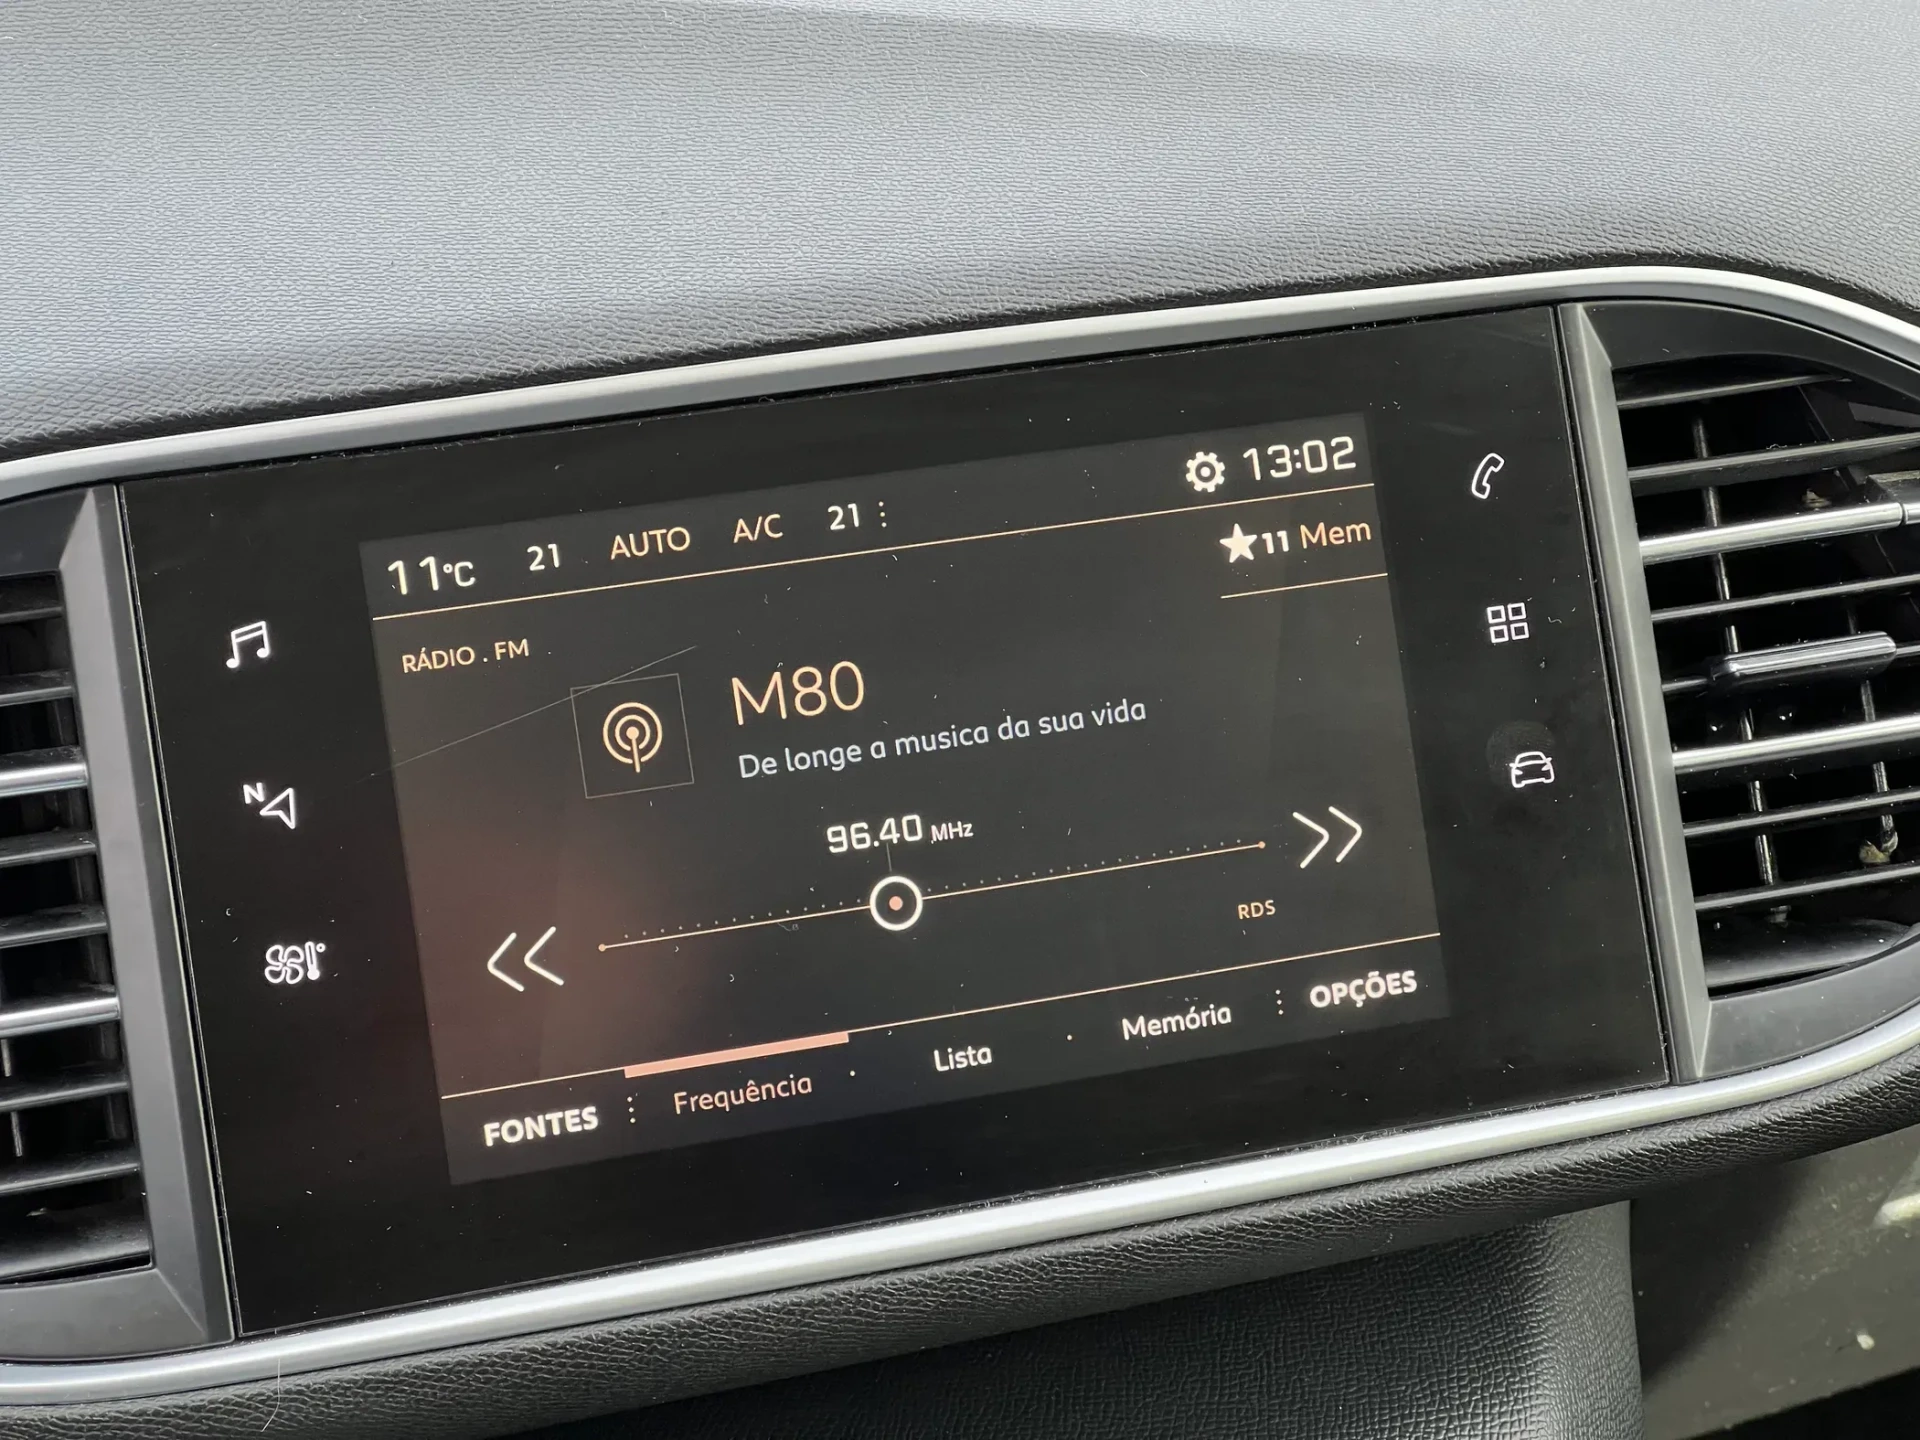 11°C 21 AUTO A/C 21 13:02
11 Mem
RÁDIO . FM
M80
De longe a musica da sua vida
96.40 MHz
RDS
FONTES Frequência Lista Memória OPÇÕES
N